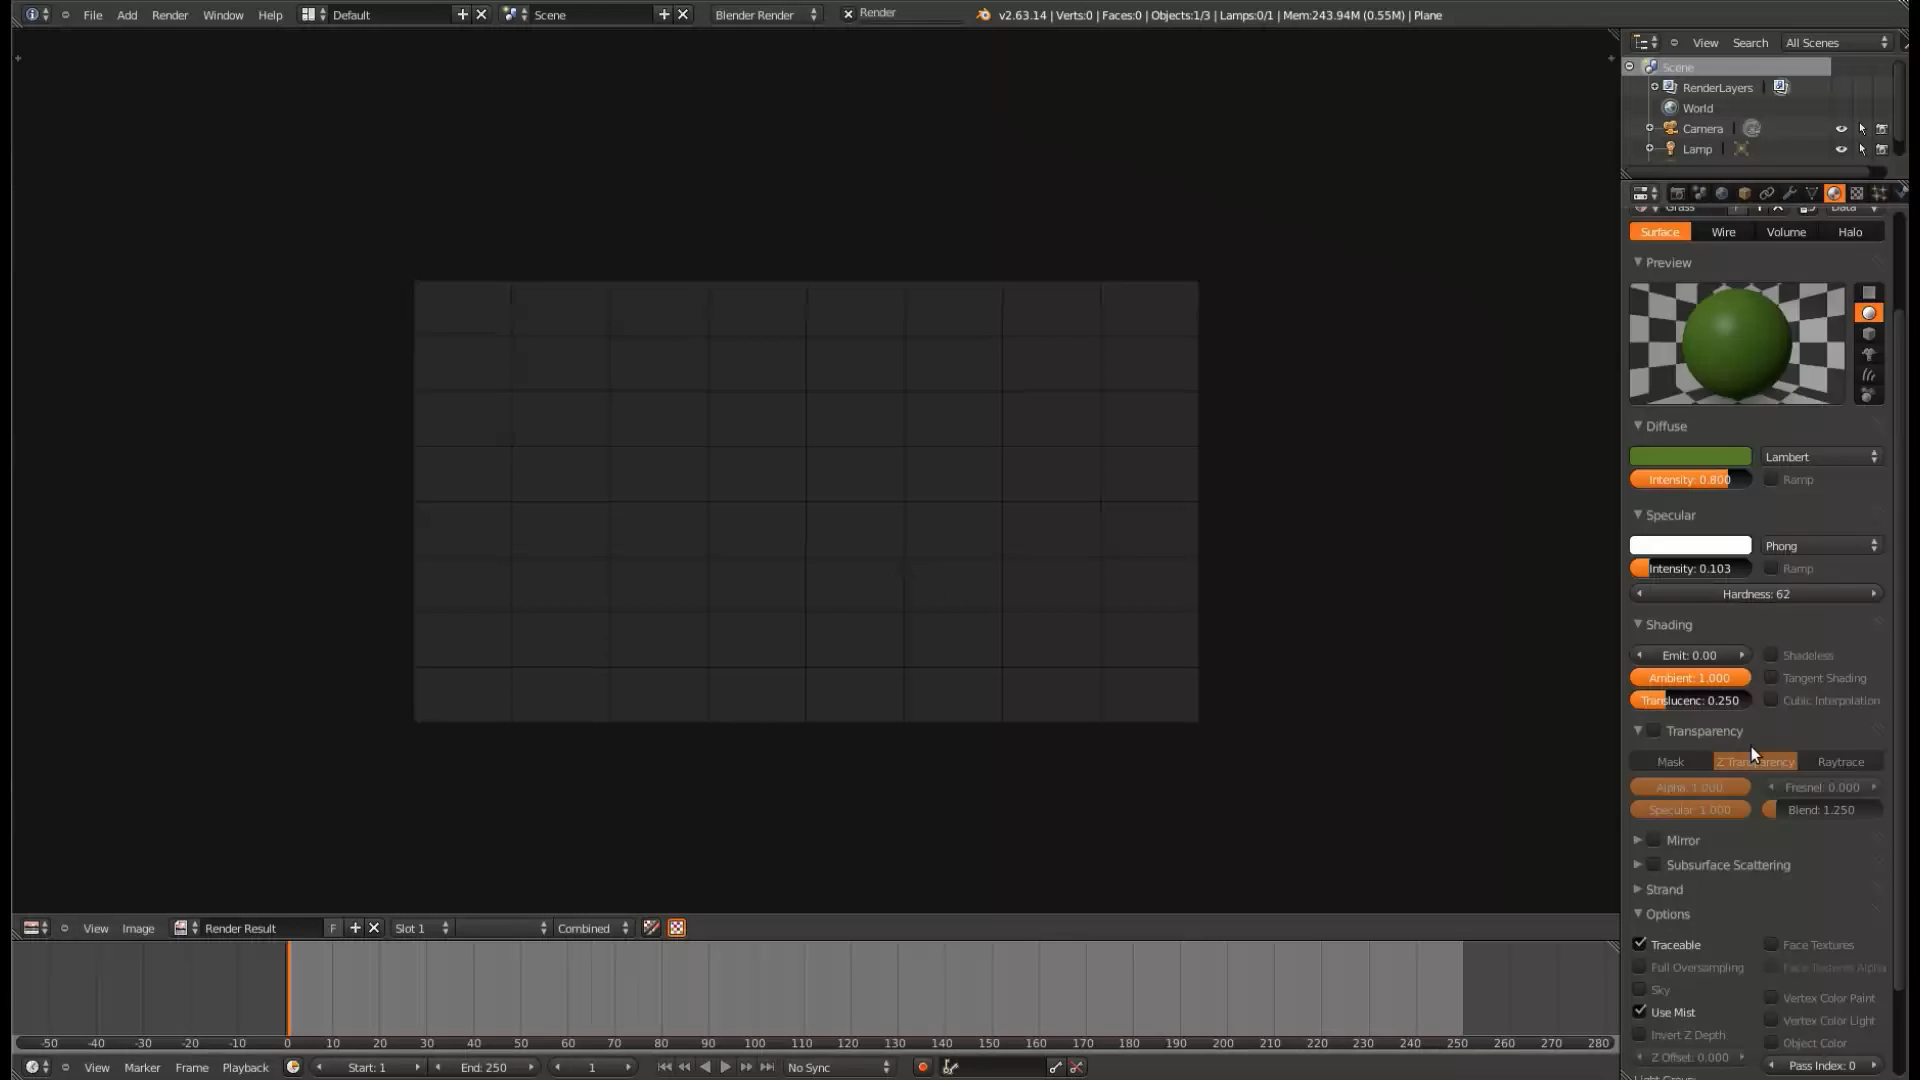 File Add Render Window Help Default Scene Blender Render Render v2.63.14 | Verts:0 | Faces:0 | Objects:1/3 | Lamps:0/1 | Mem:243.94M (0.55M) | Plane
View Search All Scenes
Scene
RenderLayers
World
Camera
Lamp
Grass F Data
Surface Wire Volume Halo
Preview
Diffuse
Lambert
Intensity: 0.800 Ramp
Specular
Phong
Intensity: 0.103 Ramp
Hardness: 62
Shading
Emit: 0.00 Shadeless
Ambient: 1.000 Tangent Shading
Translucenc: 0.250 Cubic Interpolation
Transparency
Mask Z Transparency Raytrace
Alpha: 1.000 Fresnel: 0.000
Specular: 1.000 Blend: 1.250
Mirror
Subsurface Scattering
Strand
Options
Traceable Face Textures
Full Oversampling Face Textures Alpha
Sky
Vertex Color Paint
Use Mist
Vertex Color Light
Invert Z Depth
Object Color
Z Offset: 0.000
Pass Index: 0
View Image Render Result F Slot 1 Combined
-50 -40 -30 -20 -10 0 10 20 30 40 50 60 70 80 90 100 110 120 130 140 150 160 170 180 190 200 210 220 230 240 250 260 270 280
View Marker Frame Playback Start: 1 End: 250 1 No Sync